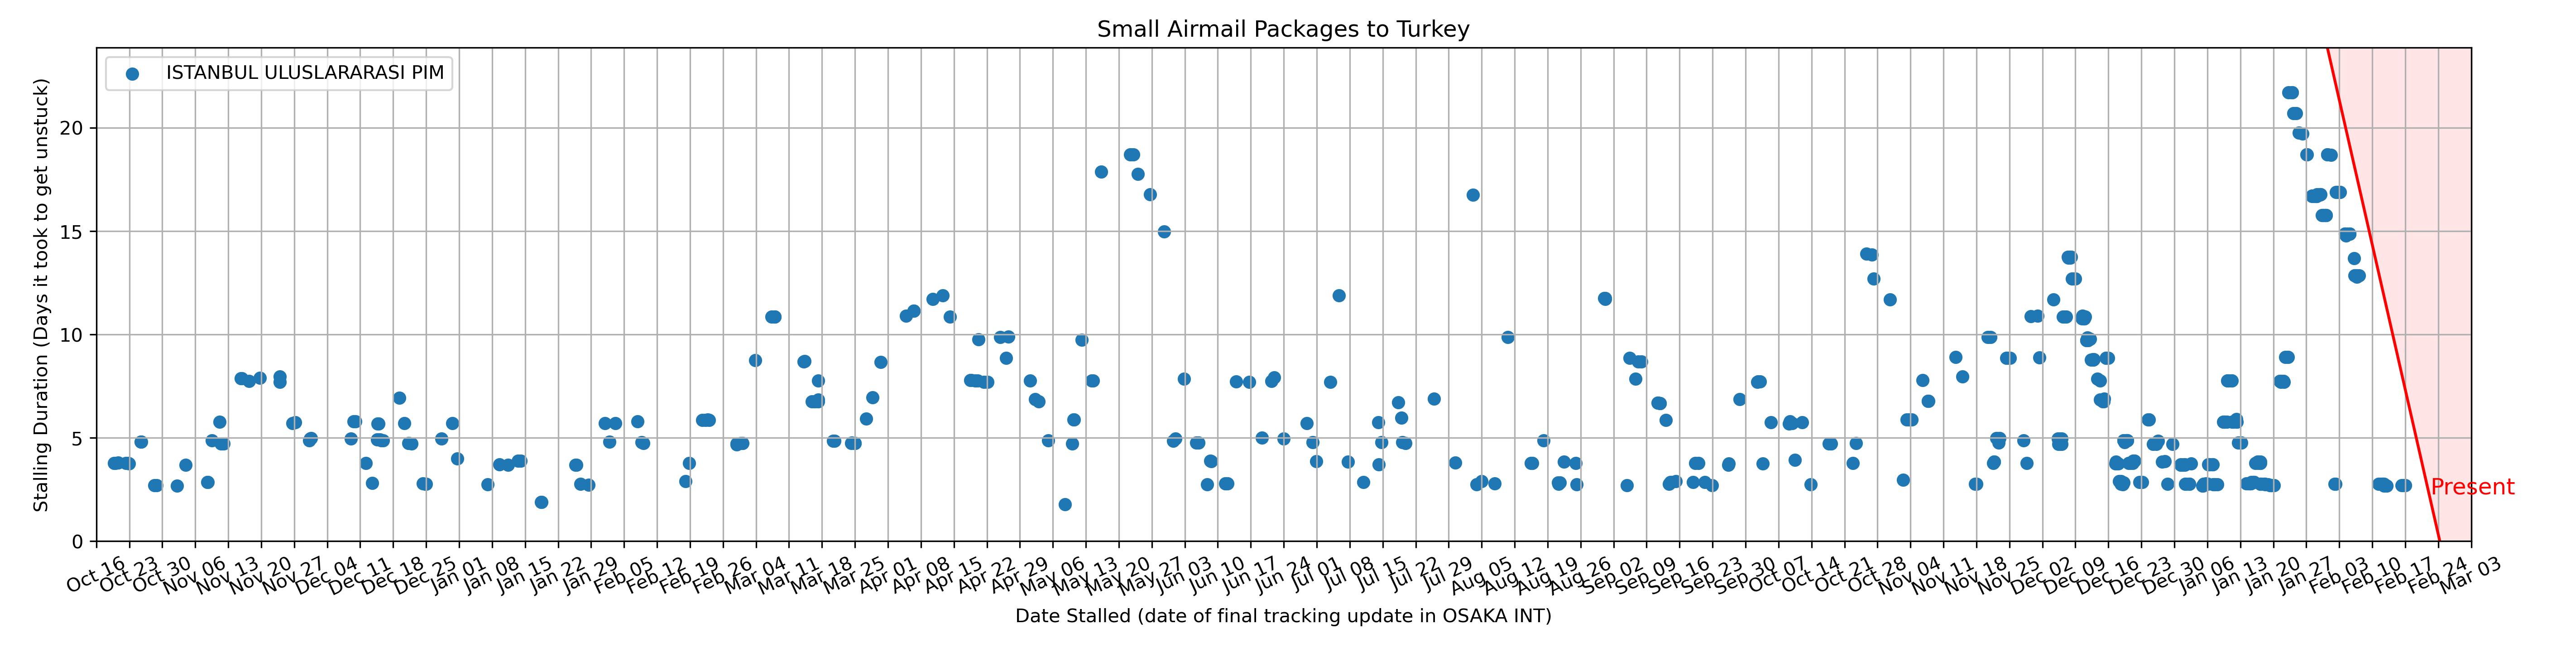 Small Airmail Packages to Turkey
ISTANBUL ULUSLARARASI PIM
Stalling Duration (Days it took to get unstuck)
20
15
10
5
0
Present
Oct 16 Oct 23 Oct 30 Nov 06 Nov 13 Nov 20 Nov 27 Dec 04 Dec 11 Dec 18 Dec 25 Jan 01 Jan 08 Jan 15 Jan 22 Jan 29 Feb 05 Feb 12 Feb 19 Feb 26 Mar 04 Mar 11 Mar 18 Mar 25 Apr 01 Apr 08 Apr 15 Apr 22 Apr 29 May 06 May 13 May 20 May 27 Jun 03 Jun 10 Jun 17 Jun 24 Jul 01 Jul 08 Jul 15 Jul 22 Jul 29 Aug 05 Aug 12 Aug 19 Aug 26 Sep 02 Sep 09 Sep 16 Sep 23 Sep 30 Oct 07 Oct 14 Oct 21 Oct 28 Nov 04 Nov 11 Nov 18 Nov 25 Dec 02 Dec 09 Dec 16 Dec 23 Dec 30 Jan 06 Jan 13 Jan 20 Jan 27 Feb 03 Feb 10 Feb 17 Feb 24 Mar 03
Date Stalled (date of final tracking update in OSAKA INT)